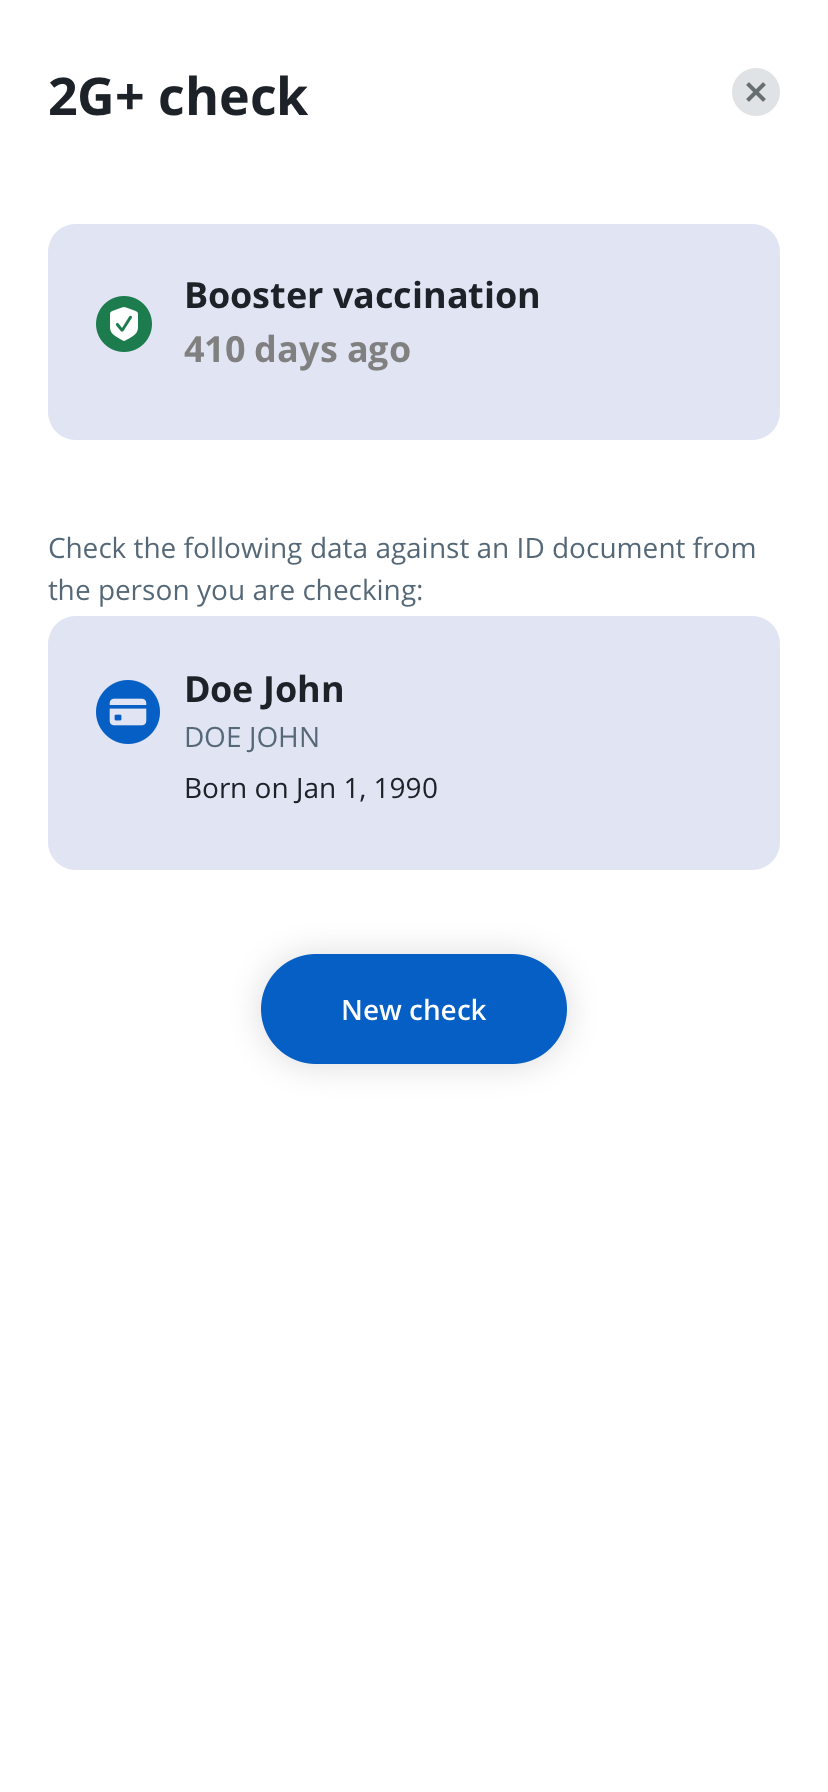 2G+ check
Booster vaccination
410 days ago
Check the following data against an ID document from
the person you are checking:
Doe John
DOE JOHN
Born on Jan 1, 1990
New check